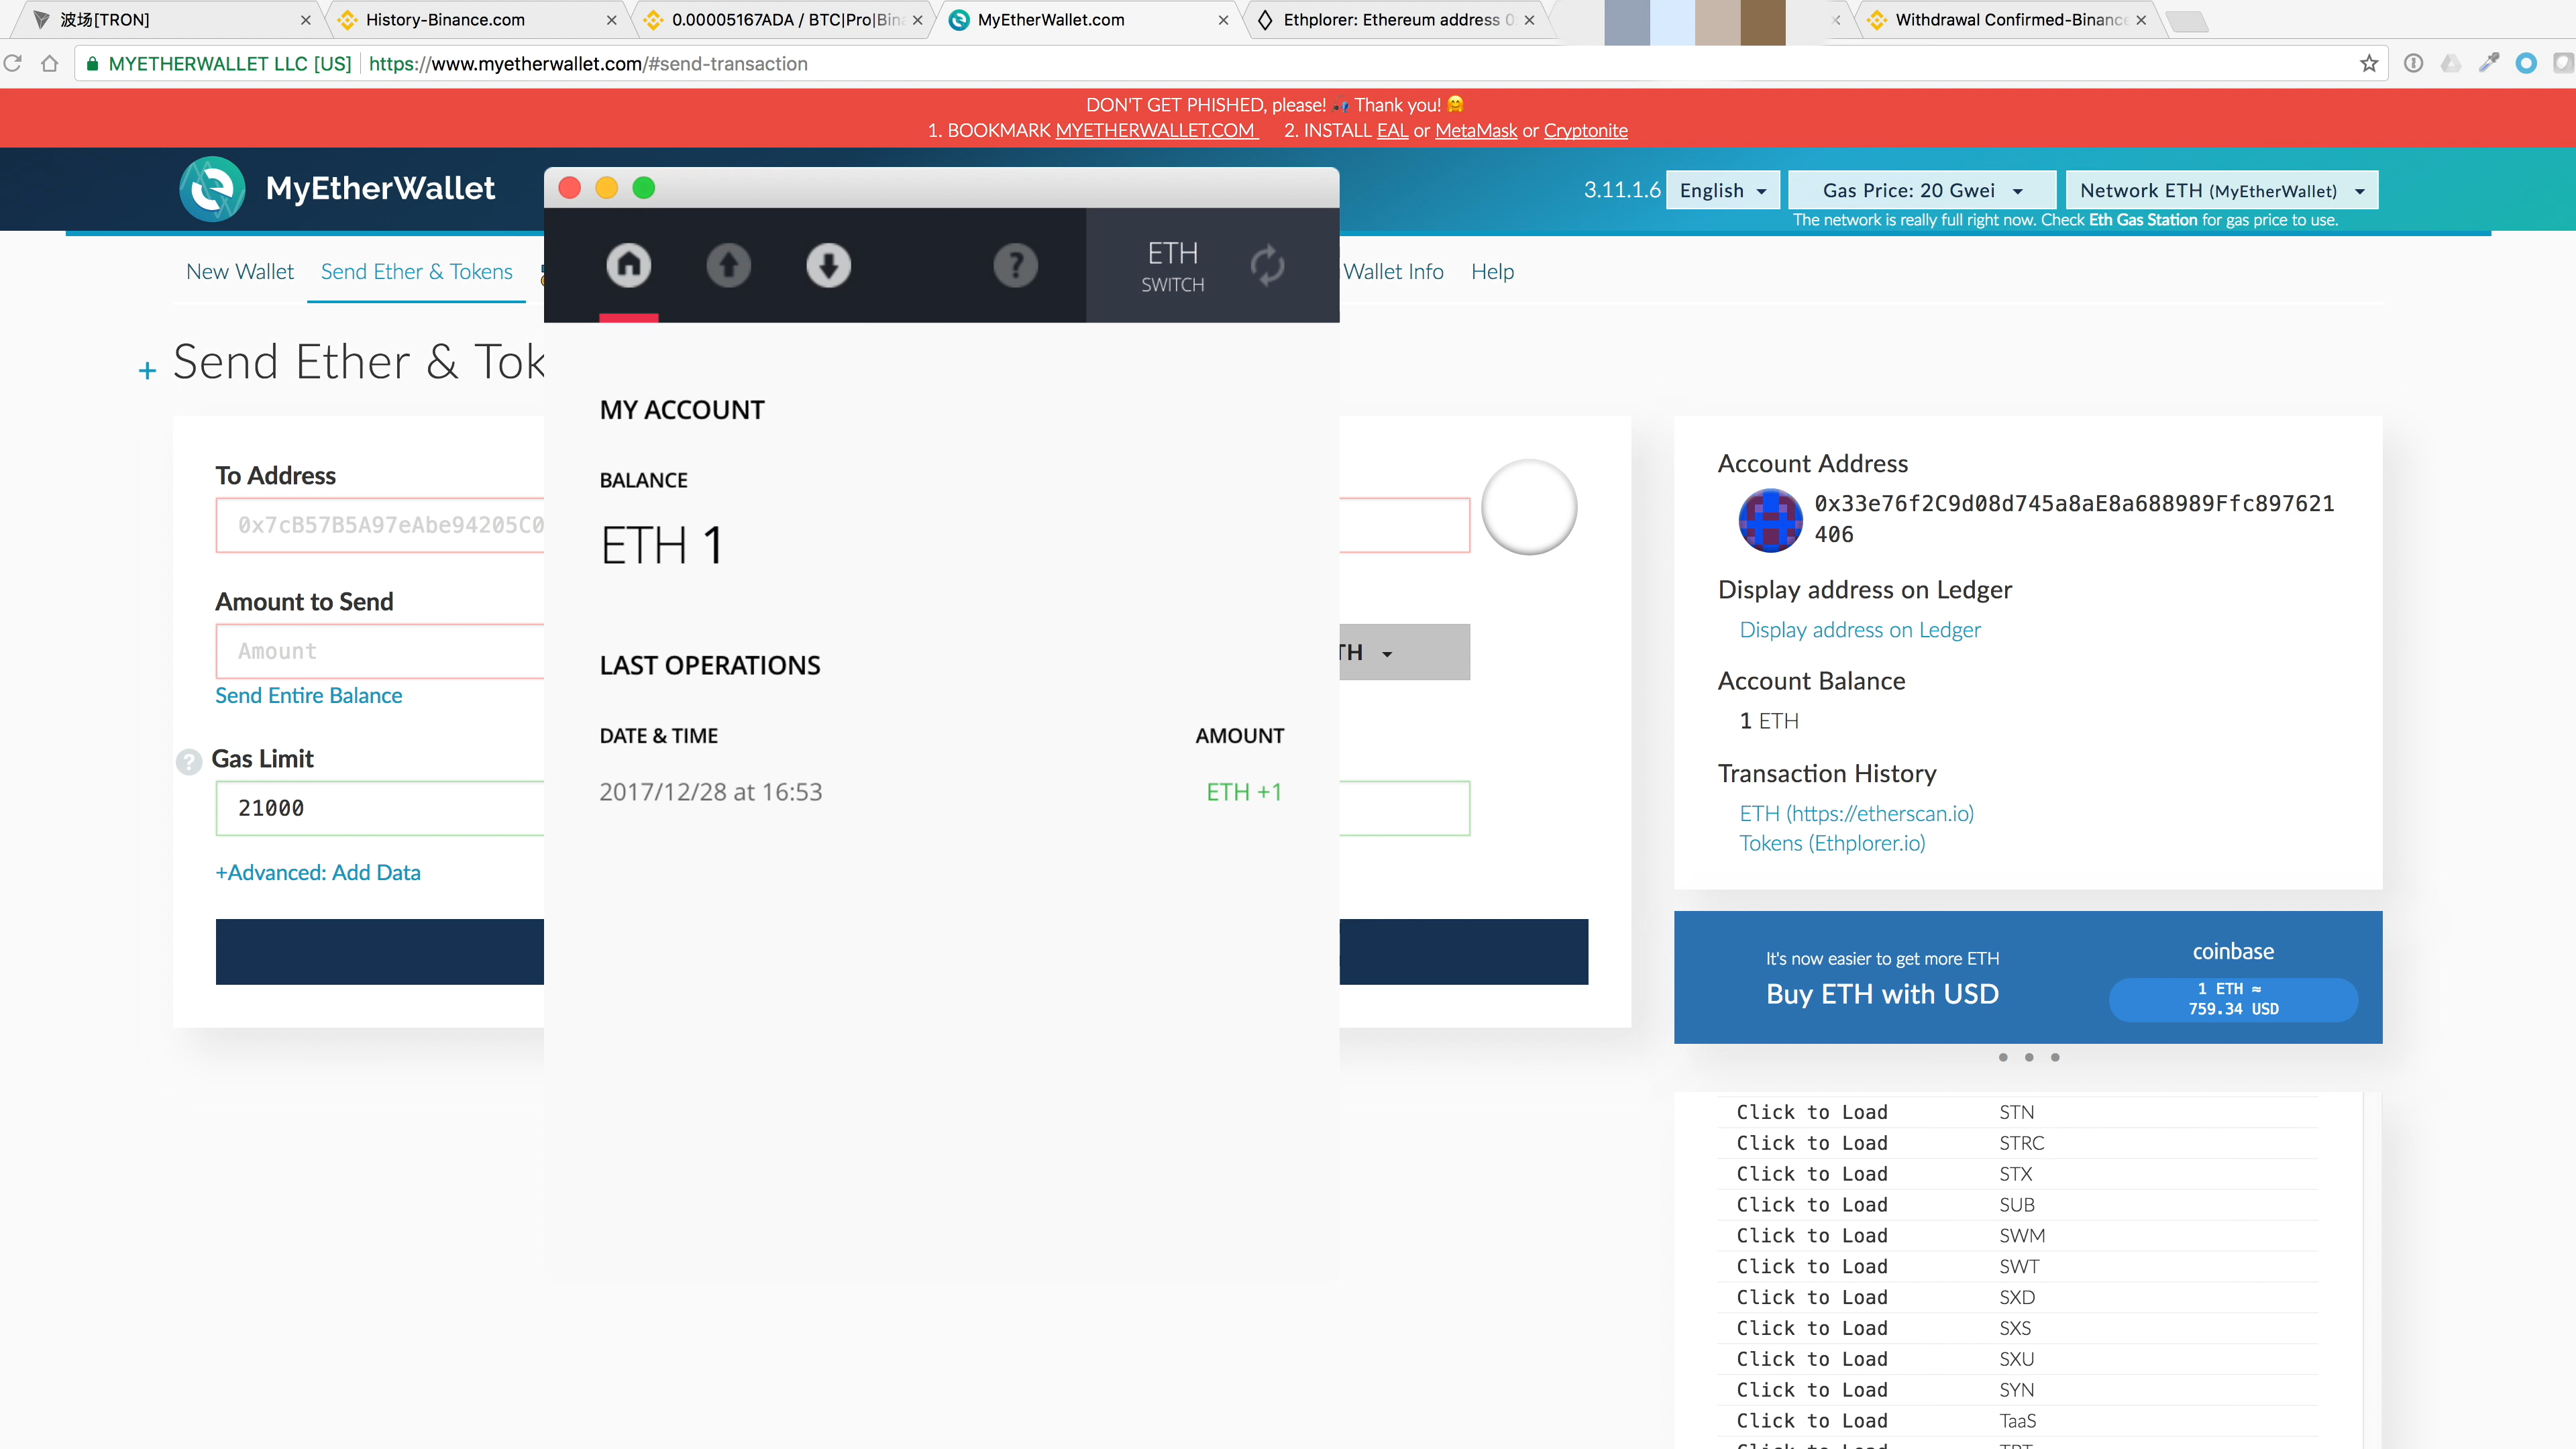 波场[TRON]
History-Binance.com
0.00005167ADA / BTC|Pro|Bin
MyEtherWallet.com
Ethplorer: Ethereum address 0
Withdrawal Confirmed-Binance
MYETHERWALLET LLC [US] https://www.myetherwallet.com/#send-transaction
DON'T GET PHISHED, please! 🎣 Thank you! 🤗
1. BOOKMARK MYETHERWALLET.COM 2. INSTALL EAL or MetaMask or Cryptonite
MyEtherWallet
3.11.1.6 English Gas Price: 20 Gwei Network ETH (MyEtherWallet)
The network is really full right now. Check Eth Gas Station for gas price to use.
New Wallet Send Ether & Tokens Wallet Info Help
ETH
SWITCH
+ Send Ether & Tok
MY ACCOUNT
BALANCE
ETH 1
LAST OPERATIONS
DATE & TIME AMOUNT
2017/12/28 at 16:53 ETH +1
To Address
0x7cB57B5A97eAbe94205C0
Amount to Send
Amount
TH
Send Entire Balance
? Gas Limit
21000
+Advanced: Add Data
Account Address
0x33e76f2C9d08d745a8aE8a688989Ffc897621
406
Display address on Ledger
Display address on Ledger
Account Balance
1 ETH
Transaction History
ETH (https://etherscan.io)
Tokens (Ethplorer.io)
It's now easier to get more ETH
Buy ETH with USD
coinbase
1 ETH ≈
759.34 USD
Click to Load STN
Click to Load STRC
Click to Load STX
Click to Load SUB
Click to Load SWM
Click to Load SWT
Click to Load SXD
Click to Load SXS
Click to Load SXU
Click to Load SYN
Click to Load TaaS